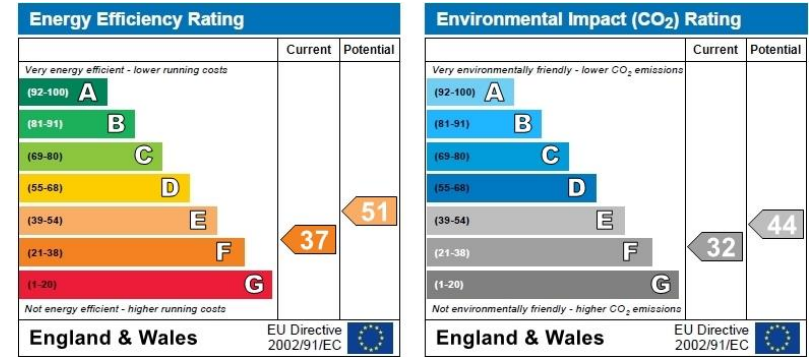 Energy Efficiency Rating
Current Potential
Very energy efficient - lower running costs
(92-100) A
(81-91) B
(69-80) C
(55-68) D
(39-54) E
51
(21-38) F
37
(1-20) G
Not energy efficient - higher running costs
England & Wales
EU Directive
2002/91/EC
Environmental Impact (CO₂) Rating
Current Potential
Very environmentally friendly - lower CO₂ emissions
(92-100) A
(81-91) B
(69-80) C
(55-68) D
(39-54) E
44
(21-38) F
32
(1-20) G
Not environmentally friendly - higher CO₂ emissions
England & Wales
EU Directive
2002/91/EC